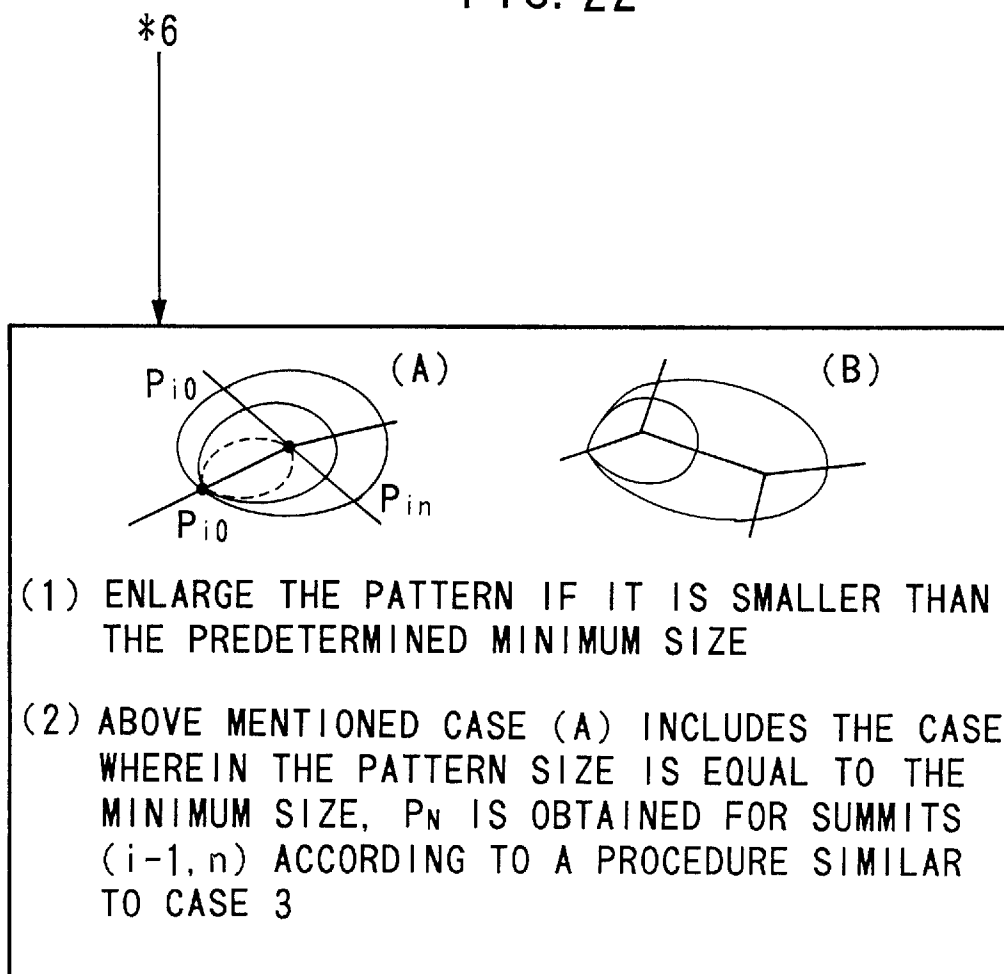 FIG. 22
*6
(A)
(B)
Pi0
Pi0
Pin
(1) ENLARGE THE PATTERN IF IT IS SMALLER THAN
THE PREDETERMINED MINIMUM SIZE
(2) ABOVE MENTIONED CASE (A) INCLUDES THE CASE
WHEREIN THE PATTERN SIZE IS EQUAL TO THE
MINIMUM SIZE, PN IS OBTAINED FOR SUMMITS
(i-1, n) ACCORDING TO A PROCEDURE SIMILAR
TO CASE 3